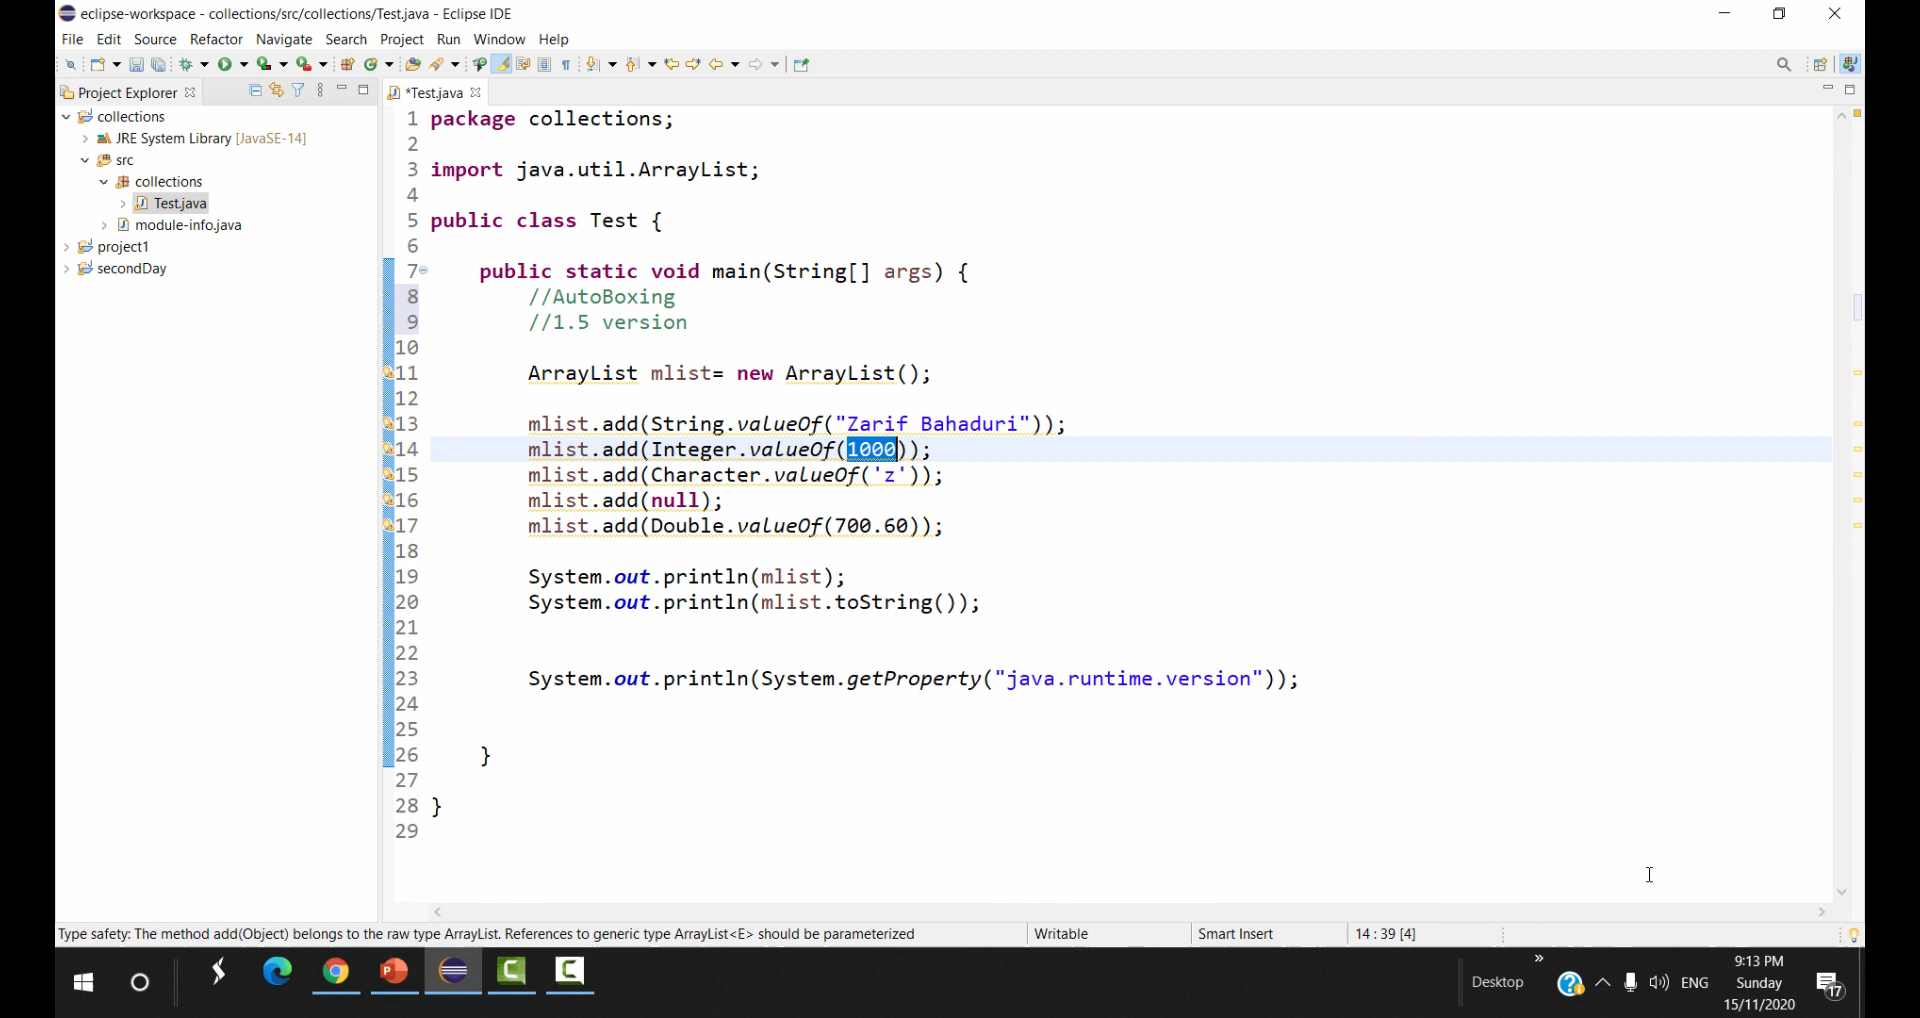 eclipse-workspace - collections/src/collections/Test.java - Eclipse IDE
File Edit Source Refactor Navigate Search Project Run Window Help
Project Explorer
*Test.java
collections
JRE System Library [JavaSE-14]
src
collections
Test.java
module-info.java
project1
secondDay
1 package collections;
2
3 import java.util.ArrayList;
4
5 public class Test {
6
7 public static void main(String[] args) {
8 //AutoBoxing
9 //1.5 version
10
11 ArrayList mlist= new ArrayList();
12
13 mlist.add(String.valueOf("Zarif Bahaduri"));
14 mlist.add(Integer.valueOf(1000));
15 mlist.add(Character.valueOf('z'));
16 mlist.add(null);
17 mlist.add(Double.valueOf(700.60));
18
19 System.out.println(mlist);
20 System.out.println(mlist.toString());
21
22
23 System.out.println(System.getProperty("java.runtime.version"));
24
25
26 }
27
28 }
29
Type safety: The method add(Object) belongs to the raw type ArrayList. References to generic type ArrayList<E> should be parameterized
Writable
Smart Insert
14 : 39 [4]
Desktop
»
ENG
9:13 PM
Sunday
15/11/2020
17